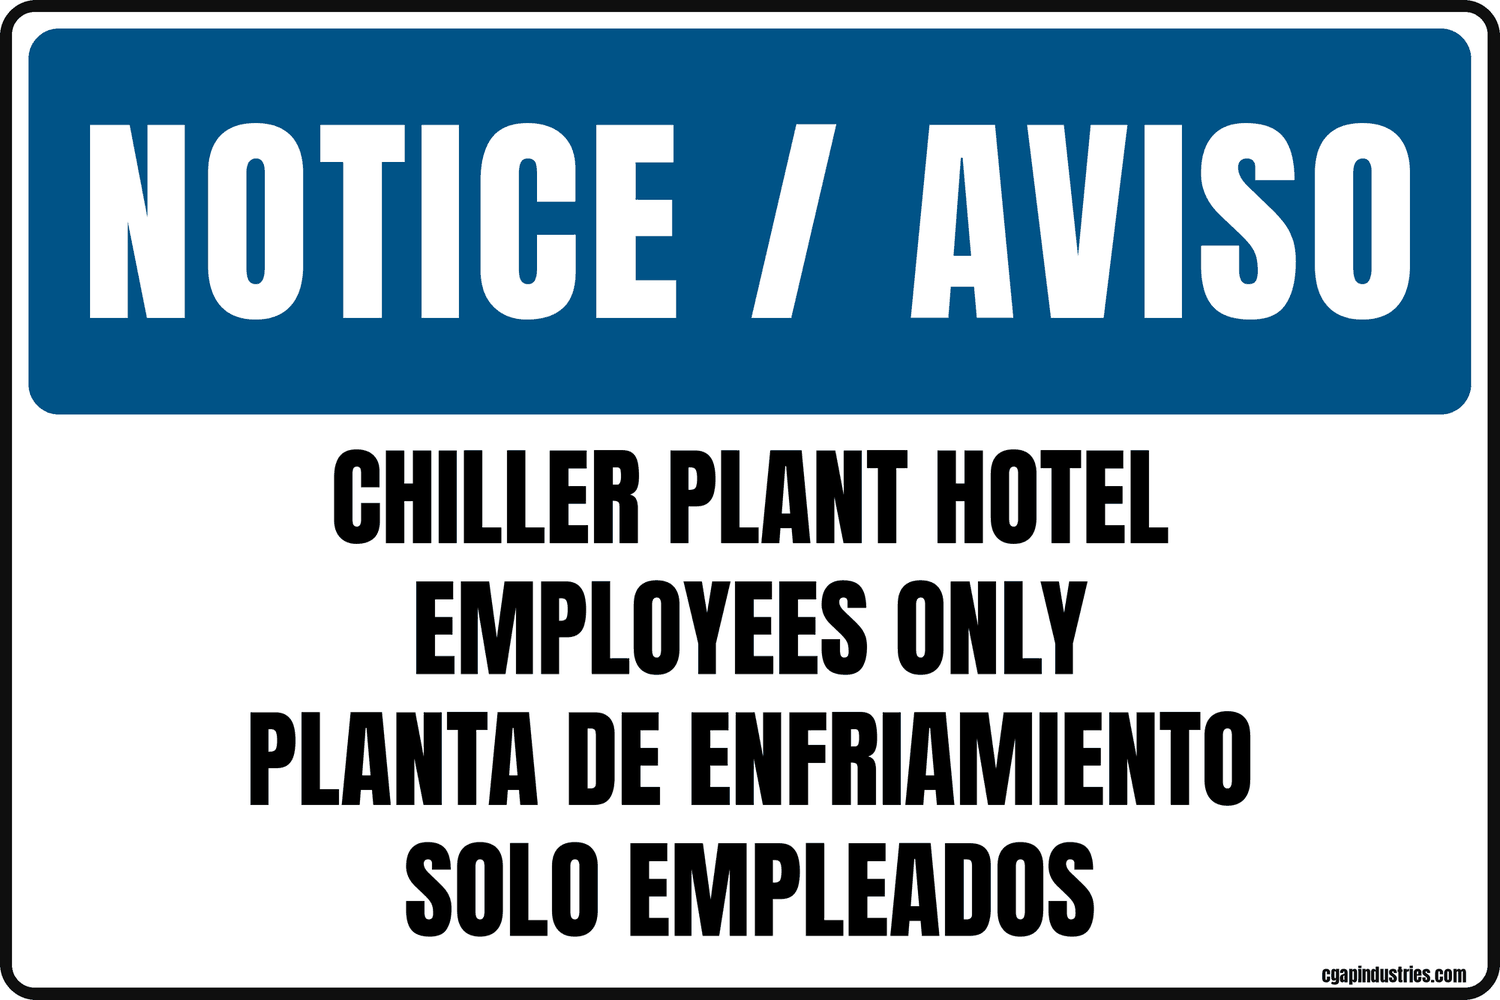 NOTICE / AVISO
CHILLER PLANT HOTEL
EMPLOYEES ONLY
PLANTA DE ENFRIAMIENTO
SOLO EMPLEADOS
cgapindustries.com